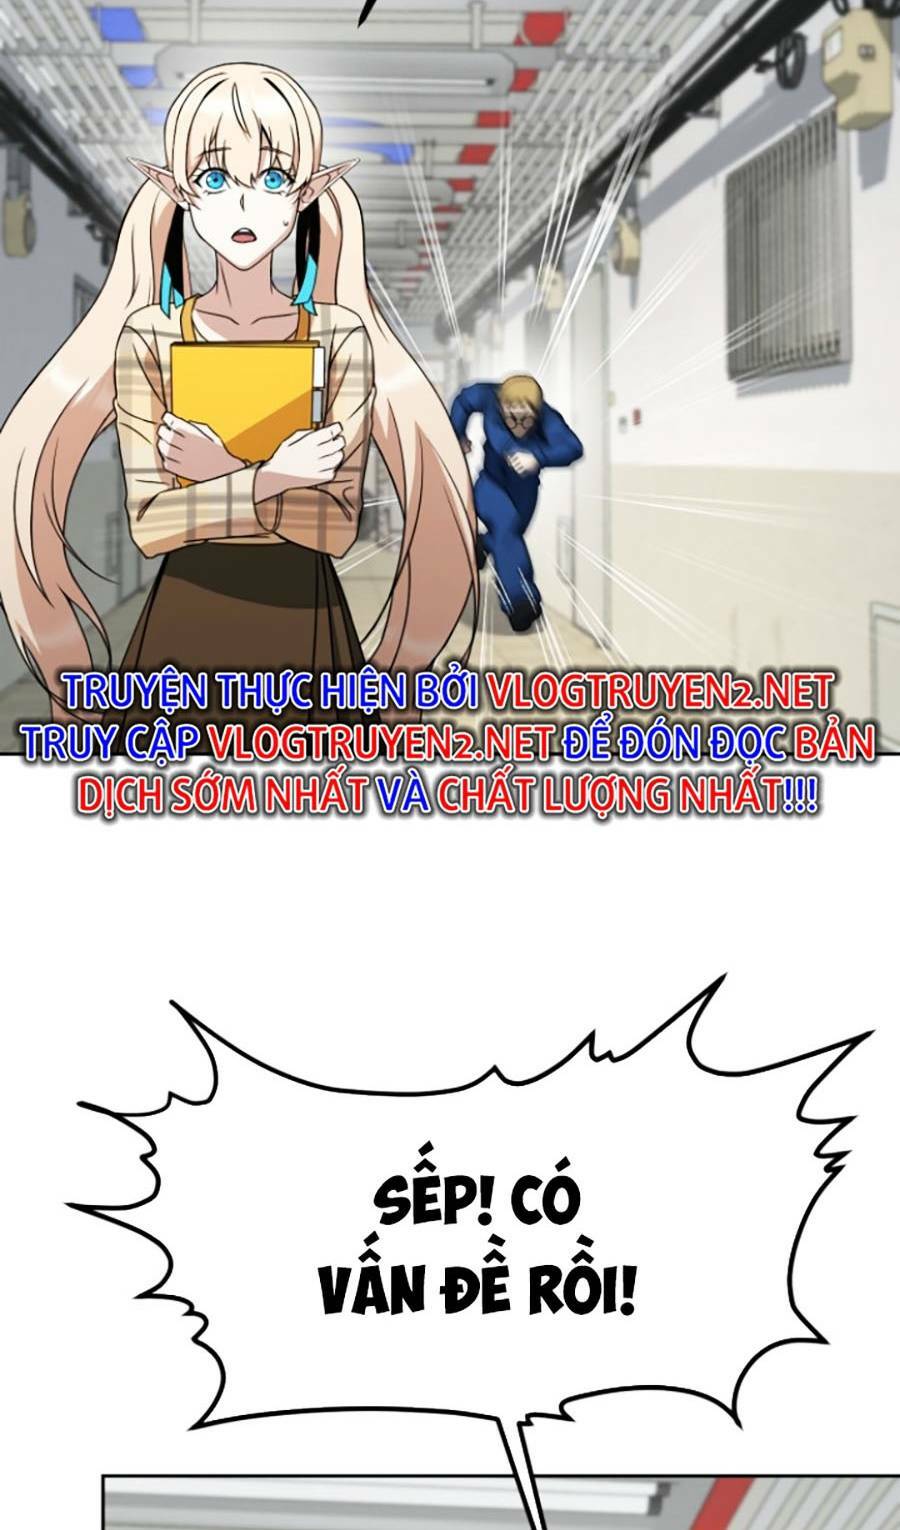 TRUYỆN THỰC HIỆN BỞI VLOGTRUYEN2.NET
TRUY CẬP VLOGTRUYEN2.NET ĐỂ ĐÓN ĐỌC BẢN
DỊCH SỚM NHẤT VÀ CHẤT LƯỢNG NHẤT!!!
SẾP! CÓ
VẤN ĐỀ RỒI!